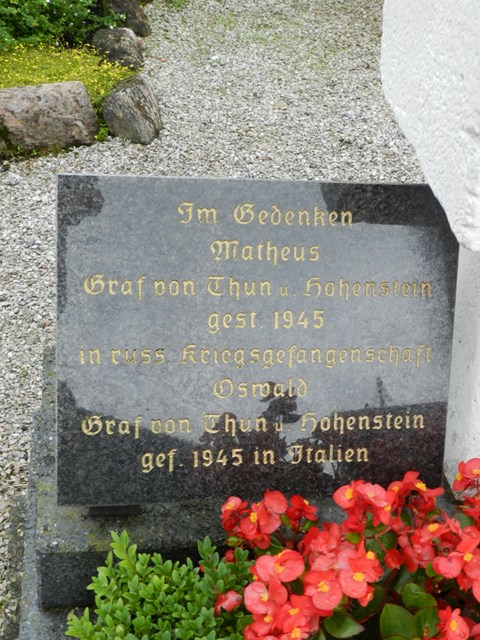 Im Gedenken
Matheus
Graf von Thun u. Hohenstein
gest. 1945
in russ. Kriegsgefangenschaft
Oswald
Graf von Thun u. Hohenstein
gef. 1945 in Italien